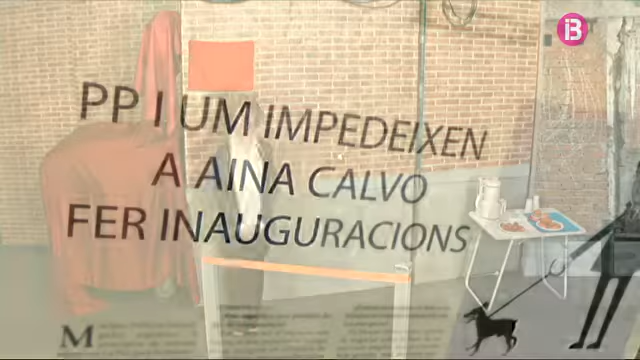 PP I UM IMPEDEIXEN
A AINA CALVO
FER INAUGURACIONS